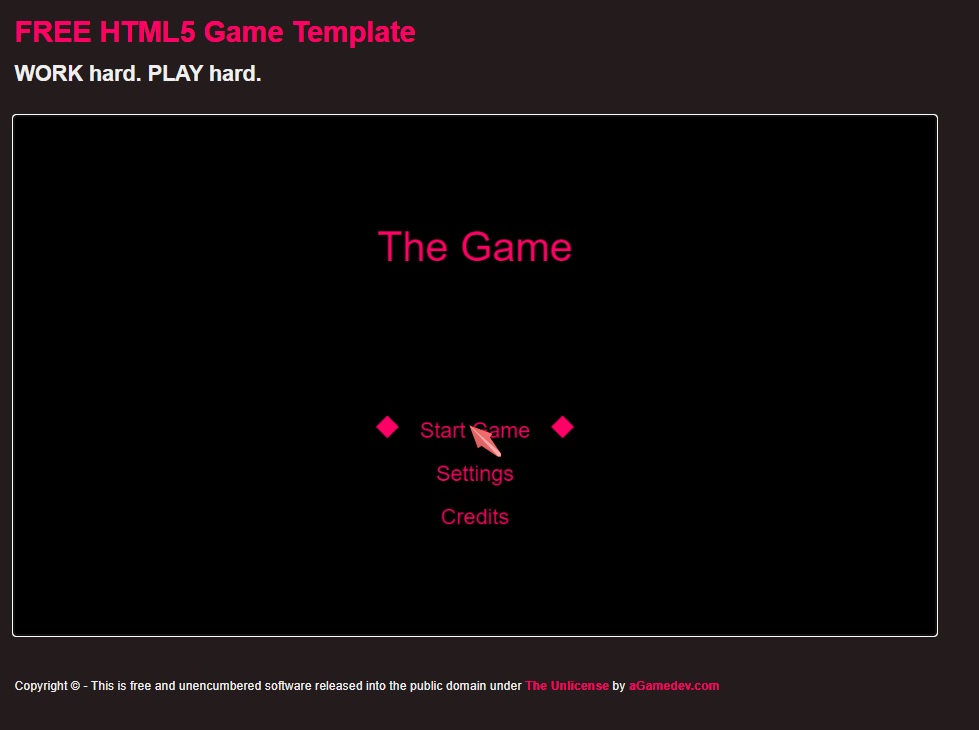 FREE HTML5 Game Template
WORK hard. PLAY hard.
The Game
Start Game
Settings
Credits
Copyright © - This is free and unencumbered software released into the public domain under The Unlicense by aGamedev.com